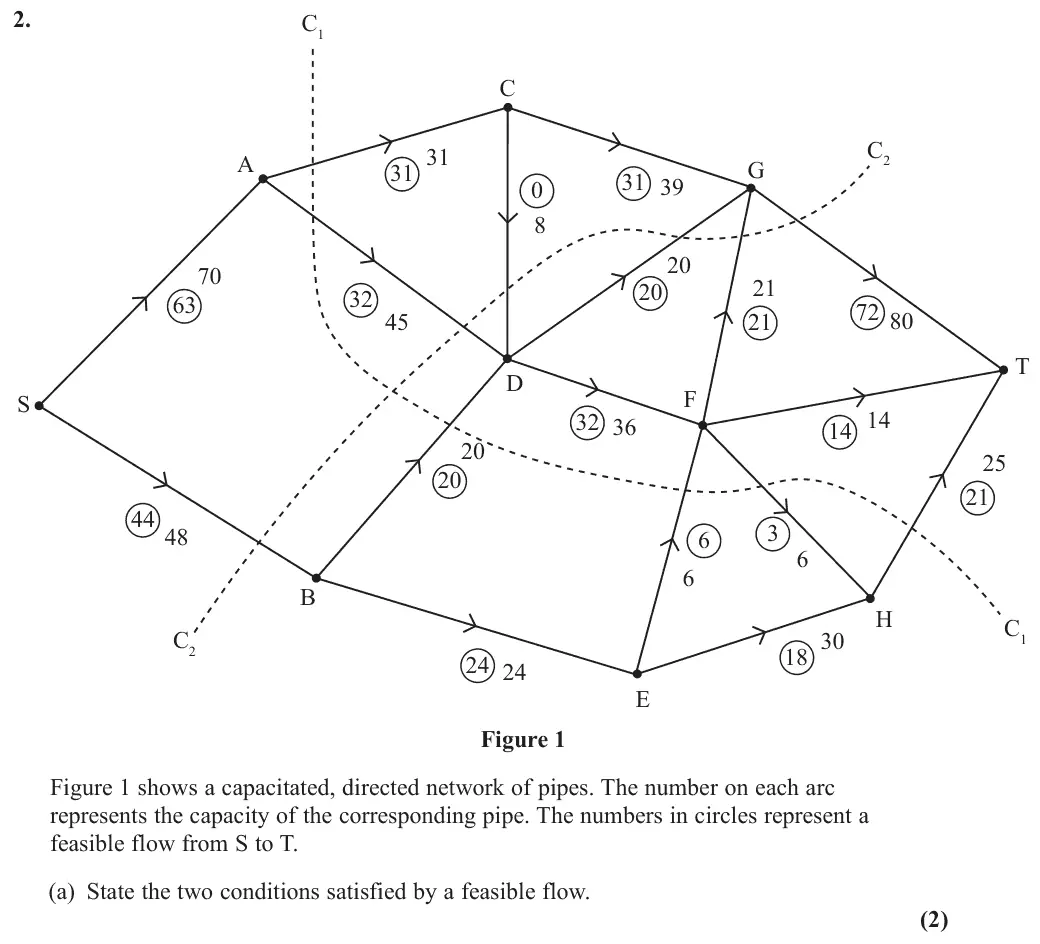 2.
C1
C
A
31
31
G
C2
31
39
0
8
70
63
20
20
21
21
32
45
72
80
D
T
S
F
32
36
14
14
20
20
25
21
44
48
6
6
3
6
B
H
C1
C2
18
30
24
24
E
Figure 1
Figure 1 shows a capacitated, directed network of pipes. The number on each arc
represents the capacity of the corresponding pipe. The numbers in circles represent a
feasible flow from S to T.
(a) State the two conditions satisfied by a feasible flow.
(2)